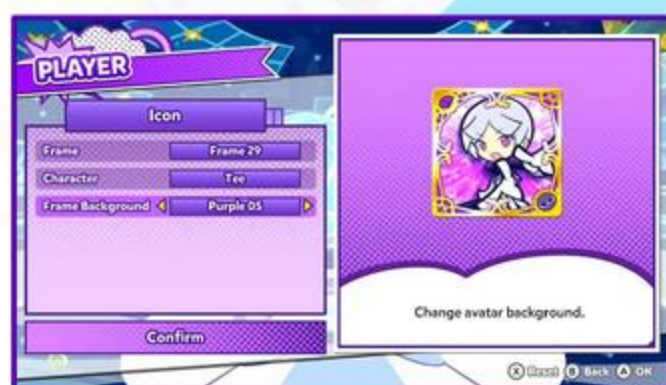 PLAYER
Icon
Frame
Frame 29
Character
Tee
Frame Background
Purple 05
Confirm
Change avatar background.
X Reset B Back A OK